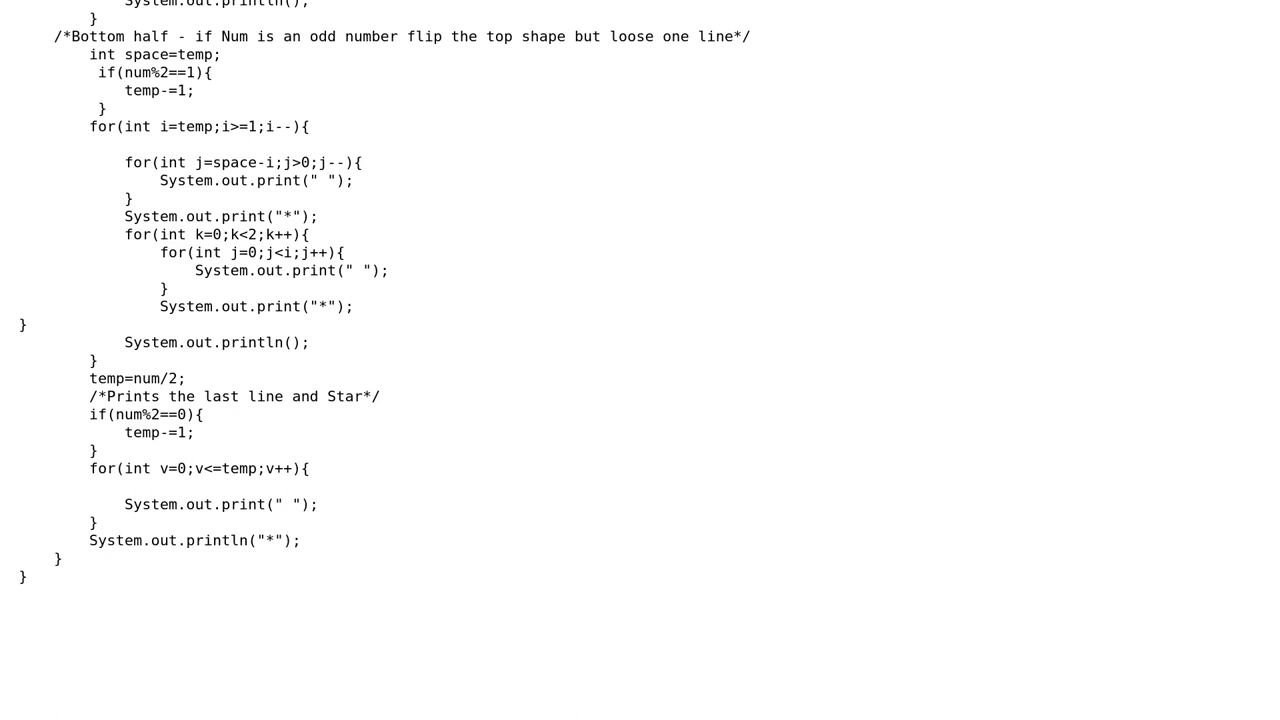 System.out.println();
        }
    /*Bottom half - if Num is an odd number flip the top shape but loose one line*/
        int space=temp;
         if(num%2==1){
            temp-=1;
         }
        for(int i=temp;i>=1;i--){

            for(int j=space-i;j>0;j--){
                System.out.print(" ");
            }
            System.out.print("*");
            for(int k=0;k<2;k++){
                for(int j=0;j<i;j++){
                    System.out.print(" ");
                }
                System.out.print("*");
}
            System.out.println();
        }
        temp=num/2;
        /*Prints the last line and Star*/
        if(num%2==0){
            temp-=1;
        }
        for(int v=0;v<=temp;v++){

            System.out.print(" ");
        }
        System.out.println("*");
    }
}